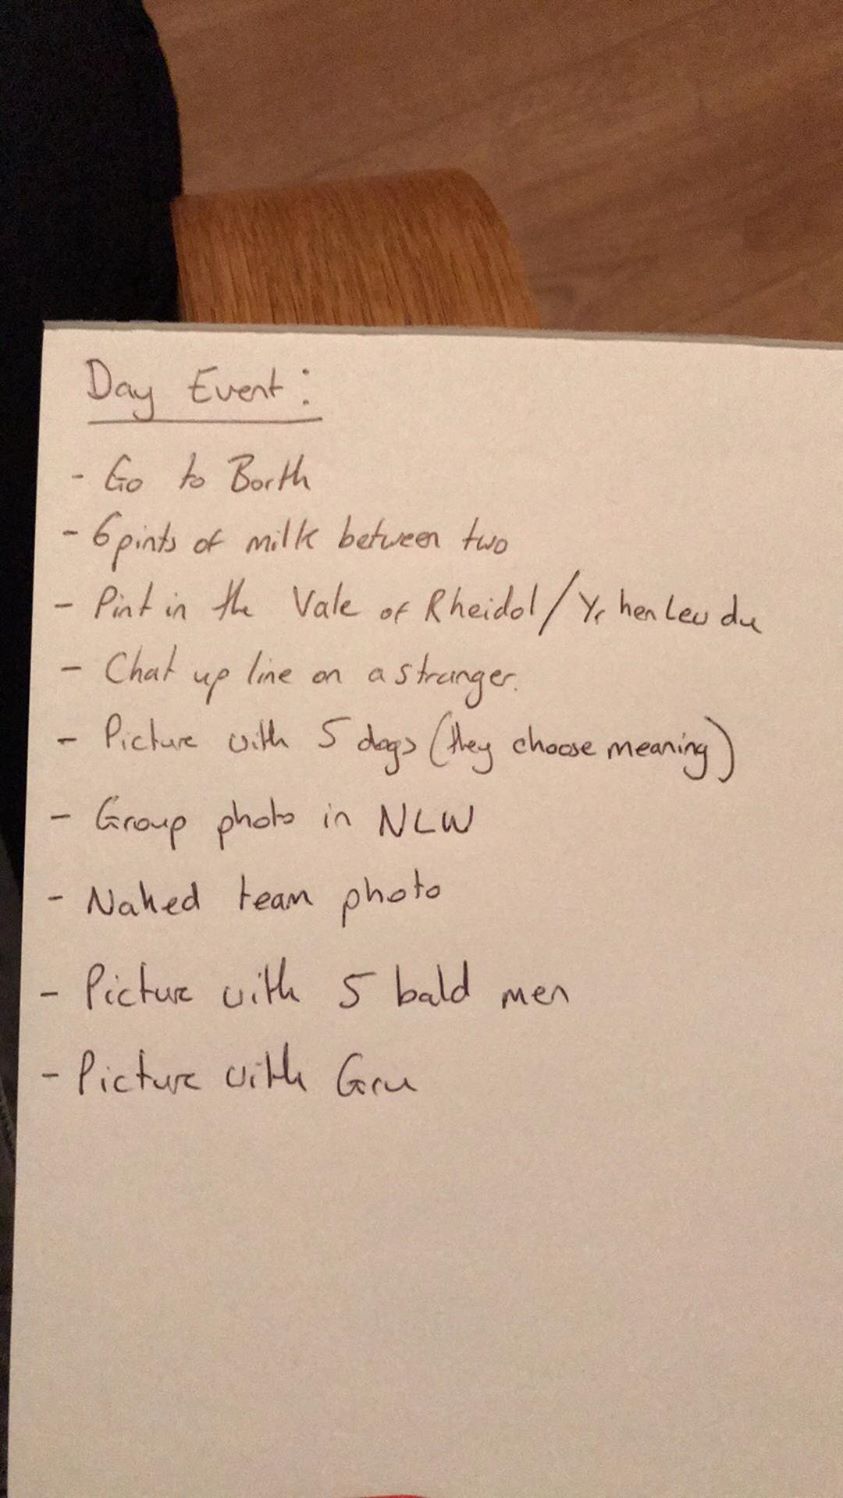 Day Event:
- Go to Borth
- 6 pints of milk between two
- Pint in the Vale of Rheidol/Yr hen Lew du
- Chat up line on a stranger.
- Picture with 5 dogs (they choose meaning)
- Group photo in NLW
- Naked team photo
- Picture with 5 bald men
- Picture with Gru